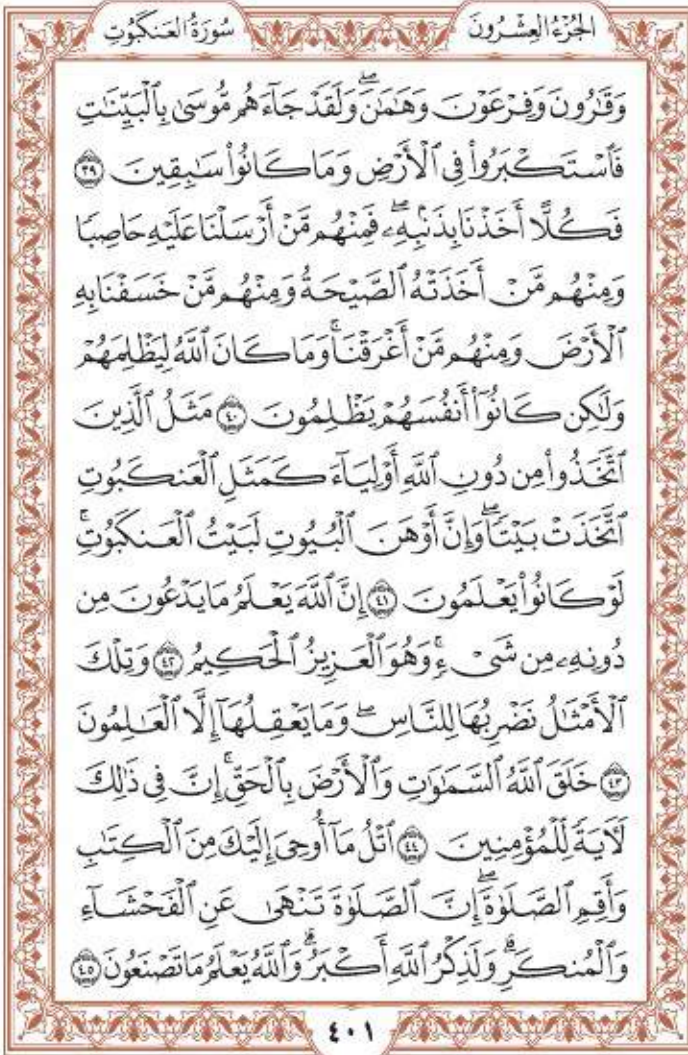 الجُزْءُ العِشْرُونَ
سُورَةُ العَنكَبُوتِ
وَقَٰرُونَ وَفِرْعَوْنَ وَهَٰمَٰنَۖ وَلَقَدْ جَآءَهُم مُّوسَىٰ بِٱلْبَيِّنَٰتِ
فَٱسْتَكْبَرُوا۟ فِى ٱلْأَرْضِ وَمَا كَانُوا۟ سَٰبِقِينَ ٣٩
فَكُلًّا أَخَذْنَا بِذَنۢبِهِۦۖ فَمِنْهُم مَّنْ أَرْسَلْنَا عَلَيْهِ حَاصِبًا
وَمِنْهُم مَّنْ أَخَذَتْهُ ٱلصَّيْحَةُ وَمِنْهُم مَّنْ خَسَفْنَا بِهِ
ٱلْأَرْضَ وَمِنْهُم مَّنْ أَغْرَقْنَاۚ وَمَا كَانَ ٱللَّهُ لِيَظْلِمَهُمْ
وَلَٰكِن كَانُوٓا۟ أَنفُسَهُمْ يَظْلِمُونَ ٤٠ مَثَلُ ٱلَّذِينَ
ٱتَّخَذُوا۟ مِن دُونِ ٱللَّهِ أَوْلِيَآءَ كَمَثَلِ ٱلْعَنكَبُوتِ
ٱتَّخَذَتْ بَيْتًاۖ وَإِنَّ أَوْهَنَ ٱلْبُيُوتِ لَبَيْتُ ٱلْعَنكَبُوتِۚ
لَوْ كَانُوا۟ يَعْلَمُونَ ٤١ إِنَّ ٱللَّهَ يَعْلَمُ مَا يَدْعُونَ مِن
دُونِهِۦ مِن شَىْءٍۚ وَهُوَ ٱلْعَزِيزُ ٱلْحَكِيمُ ٤٢ وَتِلْكَ
ٱلْأَمْثَٰلُ نَضْرِبُهَا لِلنَّاسِۖ وَمَا يَعْقِلُهَآ إِلَّا ٱلْعَٰلِمُونَ
٤٣ خَلَقَ ٱللَّهُ ٱلسَّمَٰوَٰتِ وَٱلْأَرْضَ بِٱلْحَقِّۚ إِنَّ فِى ذَٰلِكَ
لَءَايَةً لِّلْمُؤْمِنِينَ ٤٤ ٱتْلُ مَآ أُوحِىَ إِلَيْكَ مِنَ ٱلْكِتَٰبِ
وَأَقِمِ ٱلصَّلَوٰةَۖ إِنَّ ٱلصَّلَوٰةَ تَنْهَىٰ عَنِ ٱلْفَحْشَآءِ
وَٱلْمُنكَرِۗ وَلَذِكْرُ ٱللَّهِ أَكْبَرُۗ وَٱللَّهُ يَعْلَمُ مَا تَصْنَعُونَ ٤٥
٤٠١